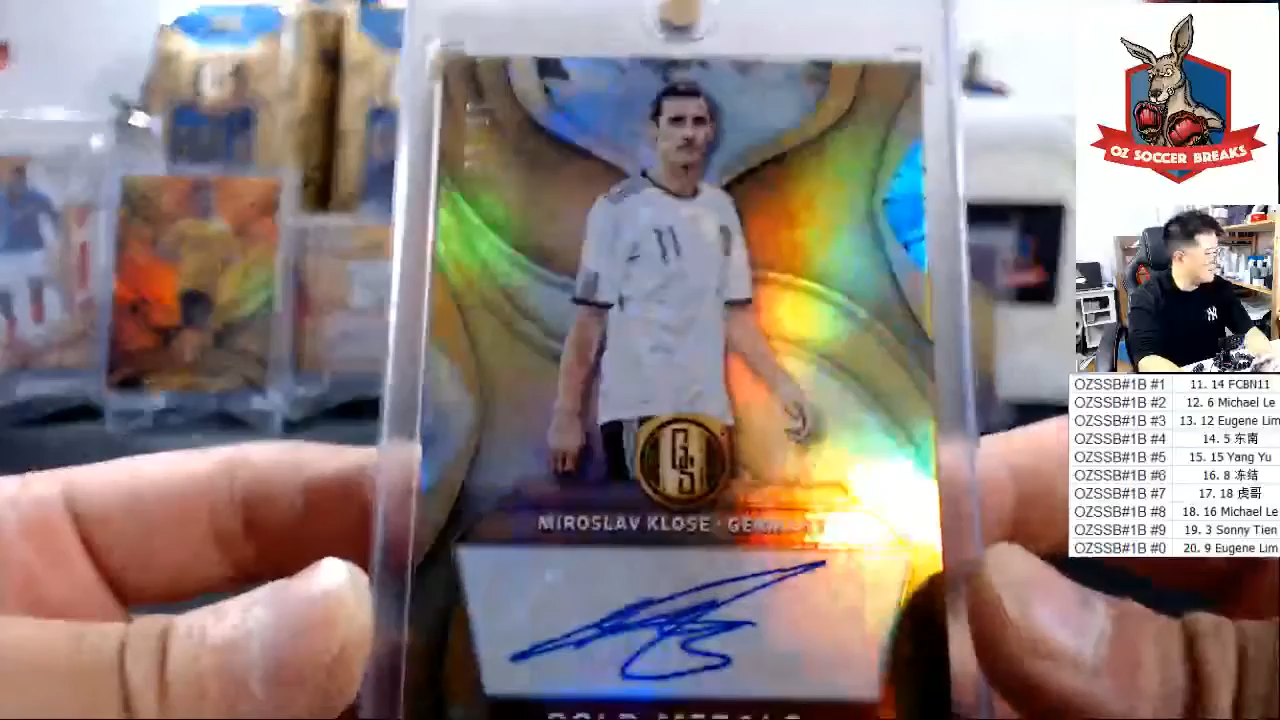 OZ SOCCER BREAKS
11
GS
MIROSLAV KLOSE · GERMANY
OZSSB#1B #1 11. 14 FCBN11
OZSSB#1B #2 12. 6 Michael Le
OZSSB#1B #3 13. 12 Eugene Lim
OZSSB#1B #4 14. 5 东南
OZSSB#1B #5 15. 15 Yang Yu
OZSSB#1B #6 16. 8 冻结
OZSSB#1B #7 17. 18 虎哥
OZSSB#1B #8 18. 16 Michael Le
OZSSB#1B #9 19. 3 Sonny Tien
OZSSB#1B #0 20. 9 Eugene Lim